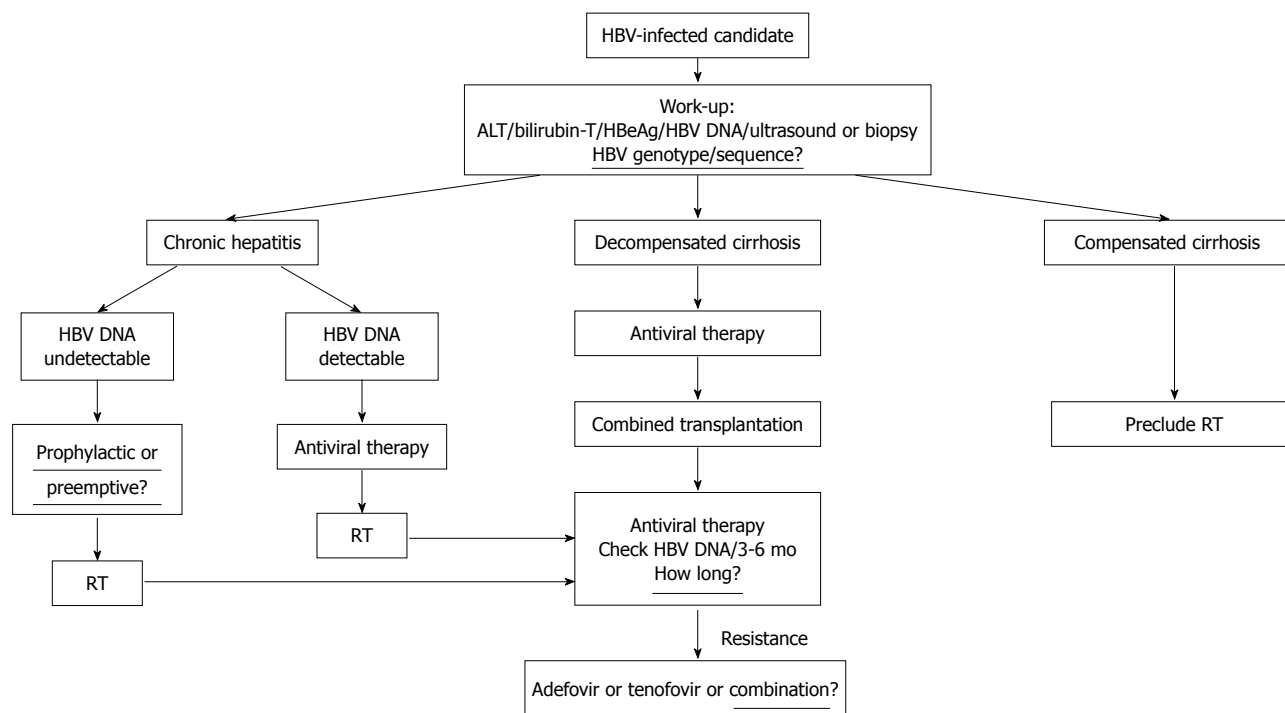 HBV-infected candidate
Work-up:
ALT/bilirubin-T/HBeAg/HBV DNA/ultrasound or biopsy
HBV genotype/sequence?
Chronic hepatitis
Decompensated cirrhosis
Compensated cirrhosis
HBV DNA
undetectable
HBV DNA
detectable
Antiviral therapy
Prophylactic or
preemptive?
Antiviral therapy
Combined transplantation
Preclude RT
RT
RT
Antiviral therapy
Check HBV DNA/3-6 mo
How long?
Resistance
Adefovir or tenofovir or combination?